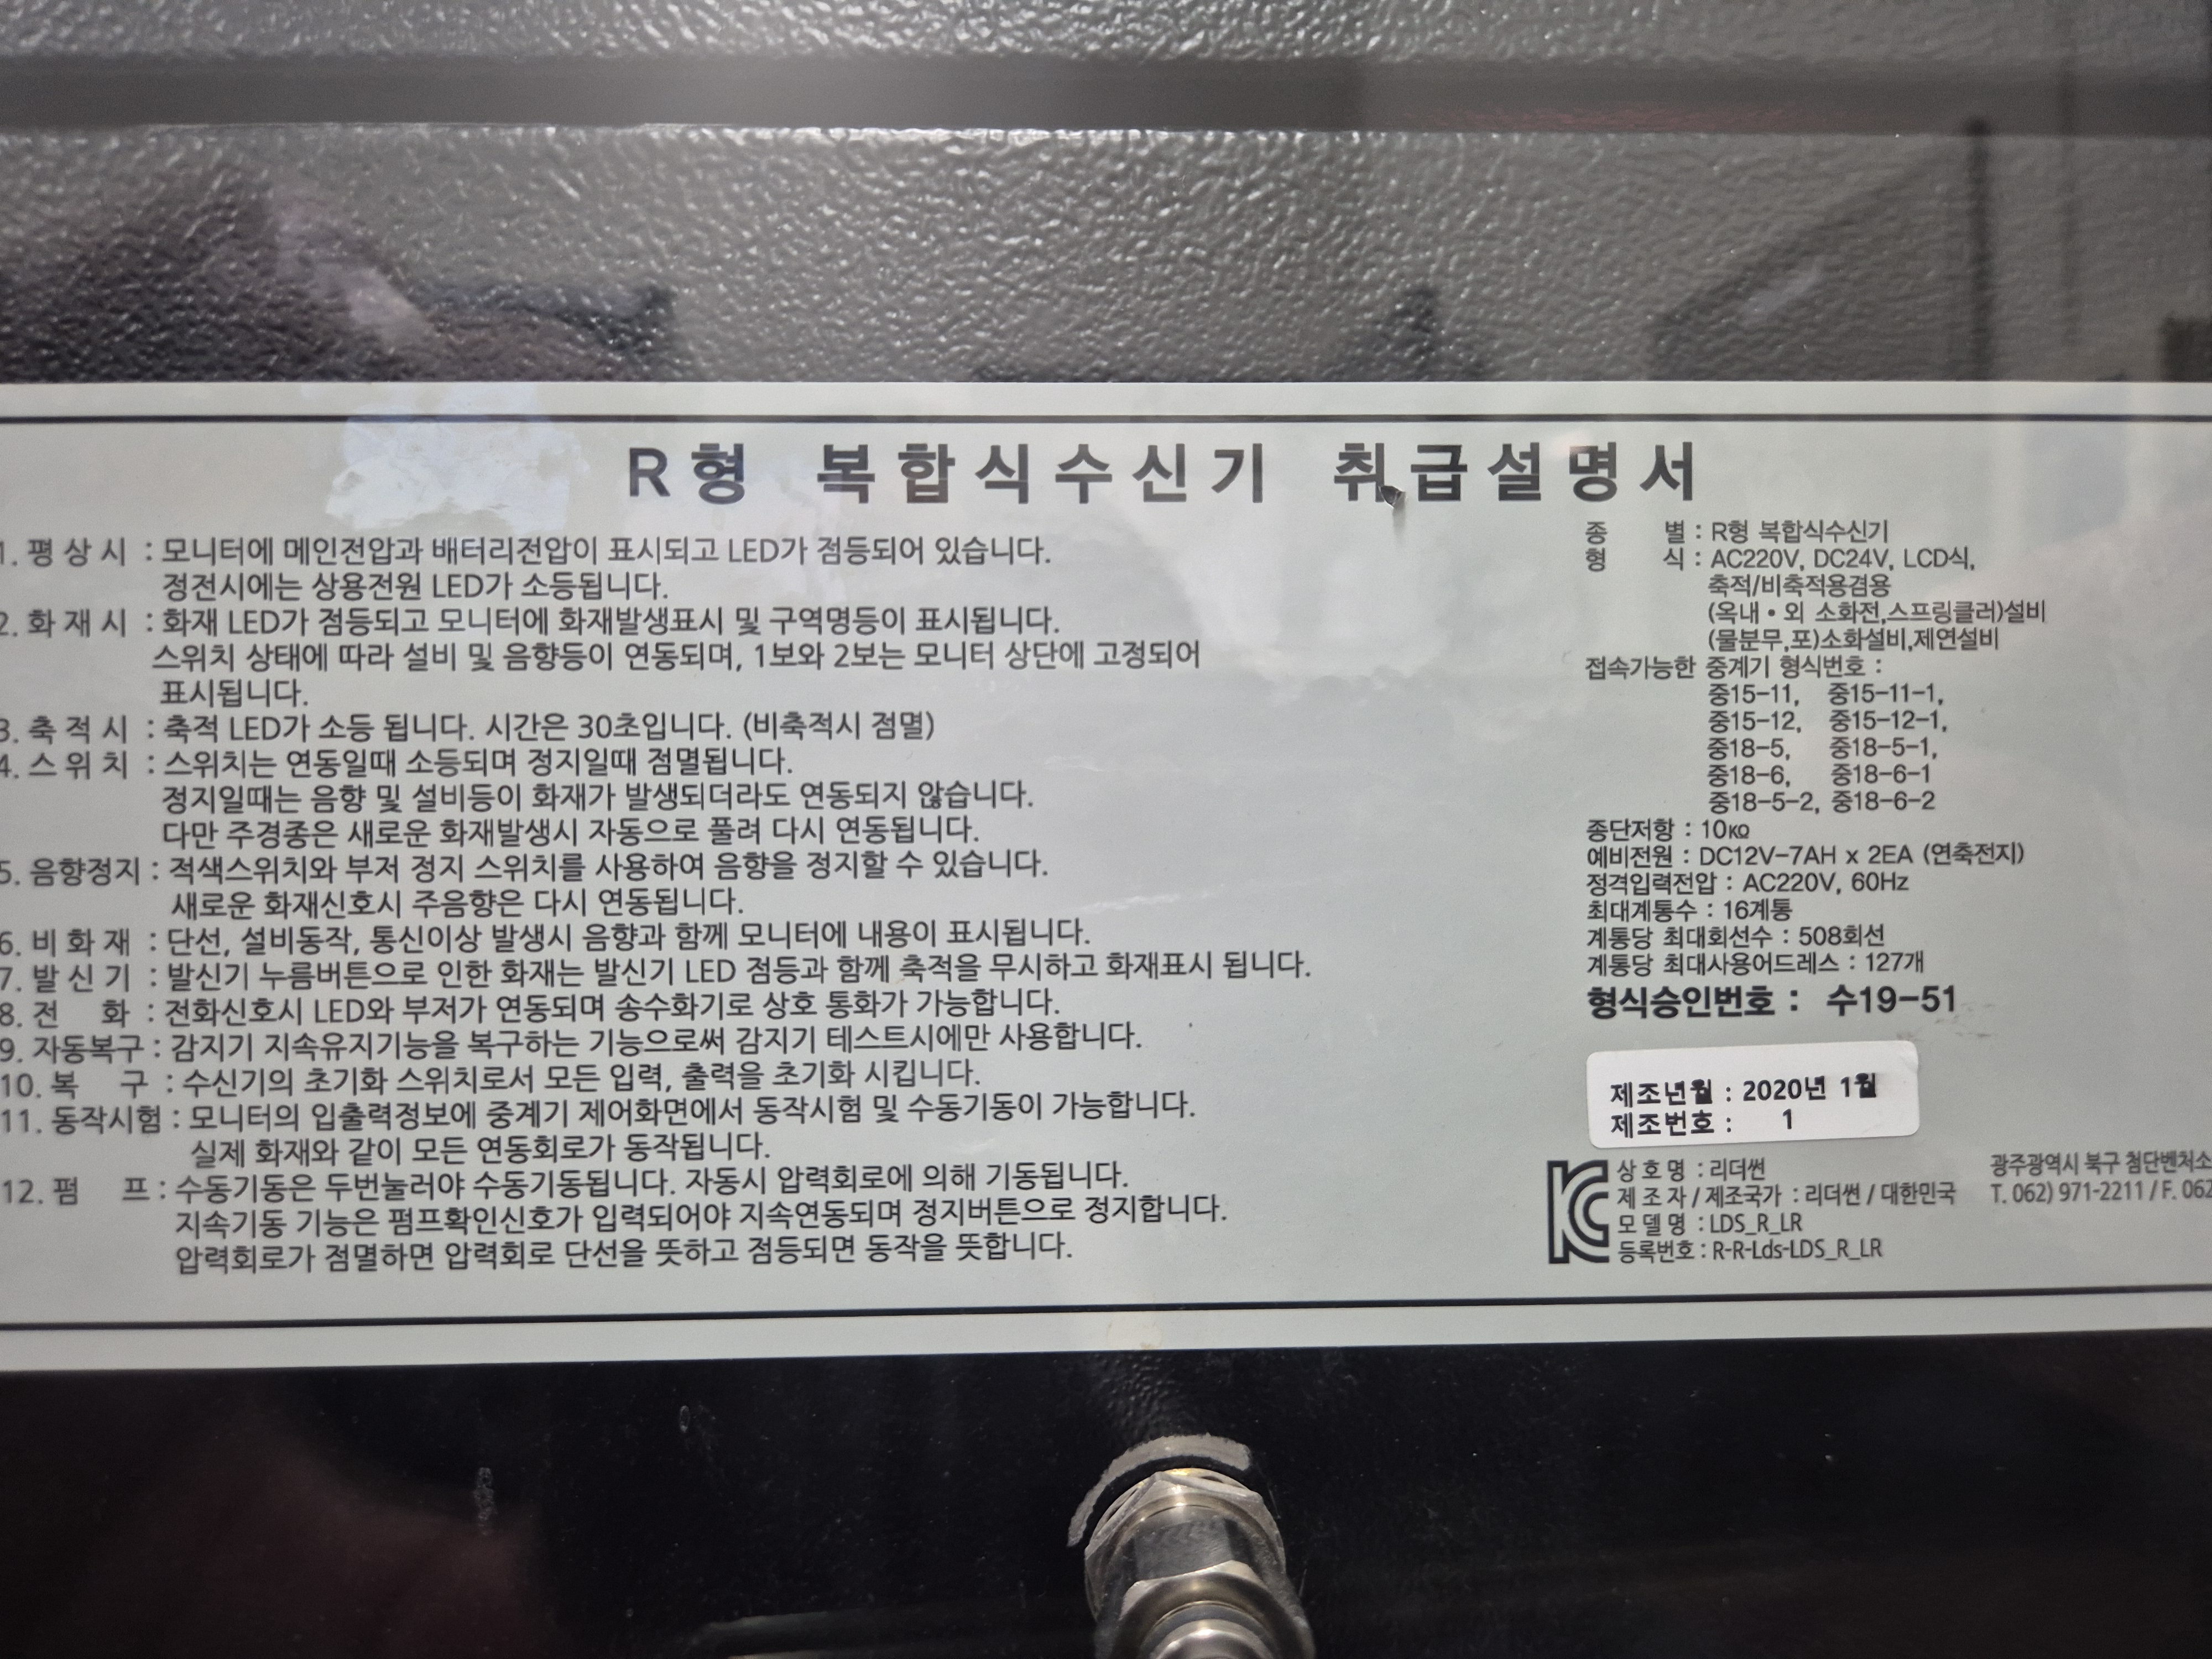 R형 복합식수신기 취급설명서
1. 평 상 시 : 모니터에 메인전압과 배터리전압이 표시되고 LED가 점등되어 있습니다.
정전시에는 상용전원 LED가 소등됩니다.
2. 화 재 시 : 화재 LED가 점등되고 모니터에 화재발생표시 및 구역명등이 표시됩니다.
스위치 상태에 따라 설비 및 음향등이 연동되며, 1보와 2보는 모니터 상단에 고정되어
표시됩니다.
3. 축 적 시 : 축적 LED가 소등 됩니다. 시간은 30초입니다. (비축적시 점멸)
4. 스 위 치 : 스위치는 연동일때 소등되며 정지일때 점멸됩니다.
정지일때는 음향 및 설비등이 화재가 발생되더라도 연동되지 않습니다.
다만 주경종은 새로운 화재발생시 자동으로 풀려 다시 연동됩니다.
5. 음향정지 : 적색스위치와 부저 정지 스위치를 사용하여 음향을 정지할 수 있습니다.
새로운 화재신호시 주음향은 다시 연동됩니다.
6. 비 화 재 : 단선, 설비동작, 통신이상 발생시 음향과 함께 모니터에 내용이 표시됩니다.
7. 발 신 기 : 발신기 누름버튼으로 인한 화재는 발신기 LED 점등과 함께 축적을 무시하고 화재표시 됩니다.
8. 전 화 : 전화신호시 LED와 부저가 연동되며 송수화기로 상호 통화가 가능합니다.
9. 자동복구 : 감지기 지속유지기능을 복구하는 기능으로써 감지기 테스트시에만 사용합니다.
10. 복 구 : 수신기의 초기화 스위치로서 모든 입력, 출력을 초기화 시킵니다.
11. 동작시험 : 모니터의 입출력정보에 중계기 제어화면에서 동작시험 및 수동기동이 가능합니다.
실제 화재와 같이 모든 연동회로가 동작됩니다.
12. 펌 프 : 수동기동은 두번눌러야 수동기동됩니다. 자동시 압력회로에 의해 기동됩니다.
지속기동 기능은 펌프확인신호가 입력되어야 지속연동되며 정지버튼으로 정지합니다.
압력회로가 점멸하면 압력회로 단선을 뜻하고 점등되면 동작을 뜻합니다.
종 별 : R형 복합식수신기
형 식 : AC220V, DC24V, LCD식,
축적/비축적용겸용
(옥내•외 소화전,스프링클러)설비
(물분무,포)소화설비,제연설비
접속가능한 중계기 형식번호 :
중15-11, 중15-11-1,
중15-12, 중15-12-1,
중18-5, 중18-5-1,
중18-6, 중18-6-1
중18-5-2, 중18-6-2
종단저항 : 10KΩ
예비전원 : DC12V-7AH x 2EA (연축전지)
정격입력전압 : AC220V, 60Hz
최대계통수 : 16계통
계통당 최대회선수 : 508회선
계통당 최대사용어드레스 : 127개
형식승인번호 : 수19-51
제조년월 : 2020년 1월
제조번호 : 1
상 호 명 : 리더썬
제 조 자 / 제조국가 : 리더썬 / 대한민국
모 델 명 : LDS_R_LR
등록번호 : R-R-Lds-LDS_R_LR
광주광역시 북구 첨단벤처소
T. 062) 971-2211 / F. 062